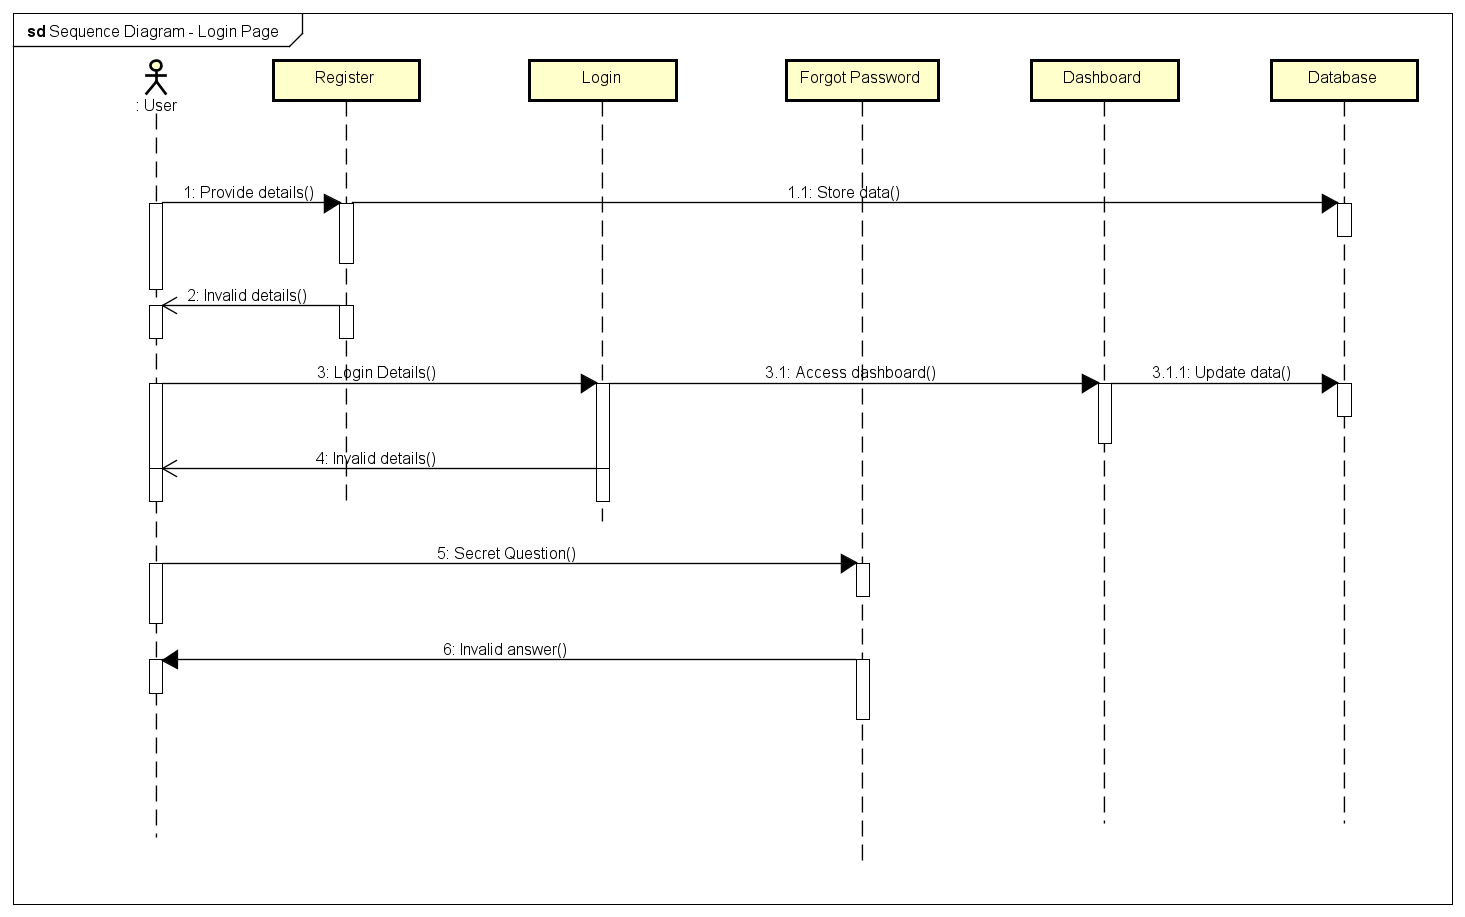 sd Sequence Diagram - Login Page
: User
Register
Login
Forgot Password
Dashboard
Database
1: Provide details()
1.1: Store data()
2: Invalid details()
3: Login Details()
3.1: Access dashboard()
3.1.1: Update data()
4: Invalid details()
5: Secret Question()
6: Invalid answer()